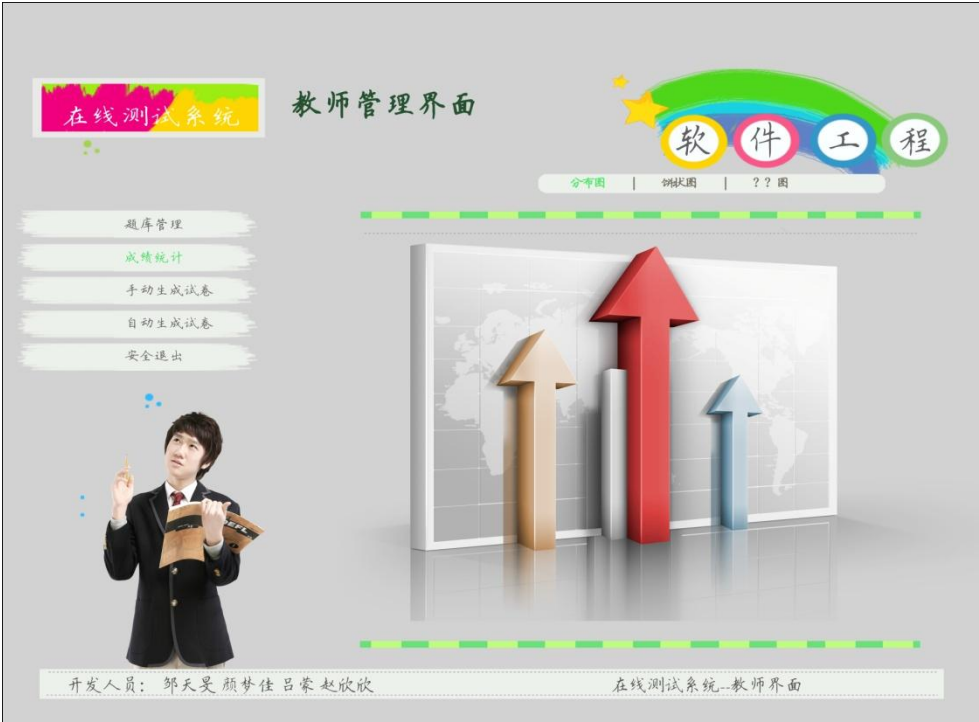 在线测试系统
教师管理界面
软件工程
分布图 | 饼状图 | ？？图
题库管理
成绩统计
手动生成试卷
自动生成试卷
安全退出
开发人员： 邹天旻 颜梦佳 吕蒙 赵欣欣
在线测试系统--教师界面